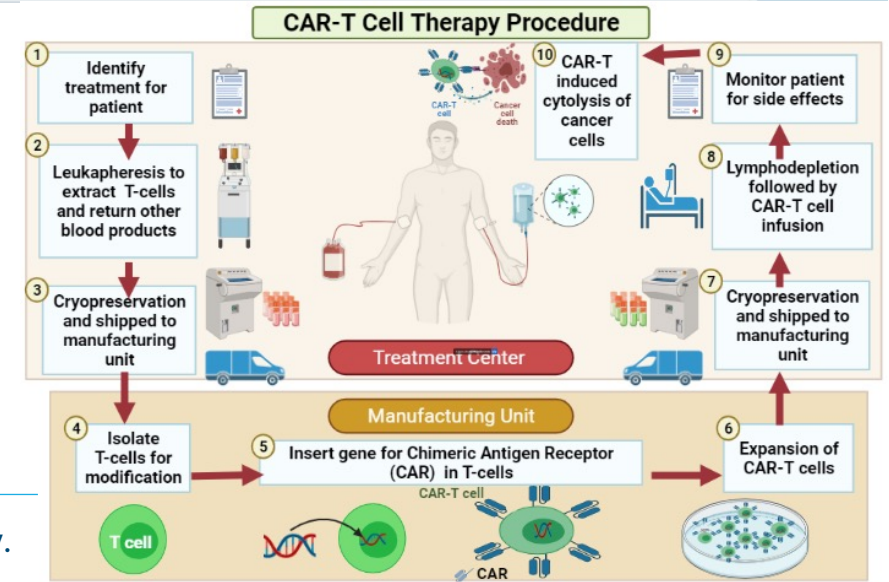 CAR-T Cell Therapy Procedure
1
Identify
treatment for
patient
2
Leukapheresis to
extract T-cells
and return other
blood products
3
Cryopreservation
and shipped to
manufacturing
unit
CAR-T
cell
Cancer
cell
death
10
CAR-T
induced
cytolysis of
cancer
cells
9
Monitor patient
for side effects
8
Lymphodepletion
followed by
CAR-T cell
infusion
7
Cryopreservation
and shipped to
manufacturing
unit
Treatment Center
Manufacturing Unit
4
Isolate
T-cells for
modification
5
Insert gene for Chimeric Antigen Receptor
(CAR) in T-cells
6
Expansion of
CAR-T cells
T cell
CAR-T cell
CAR